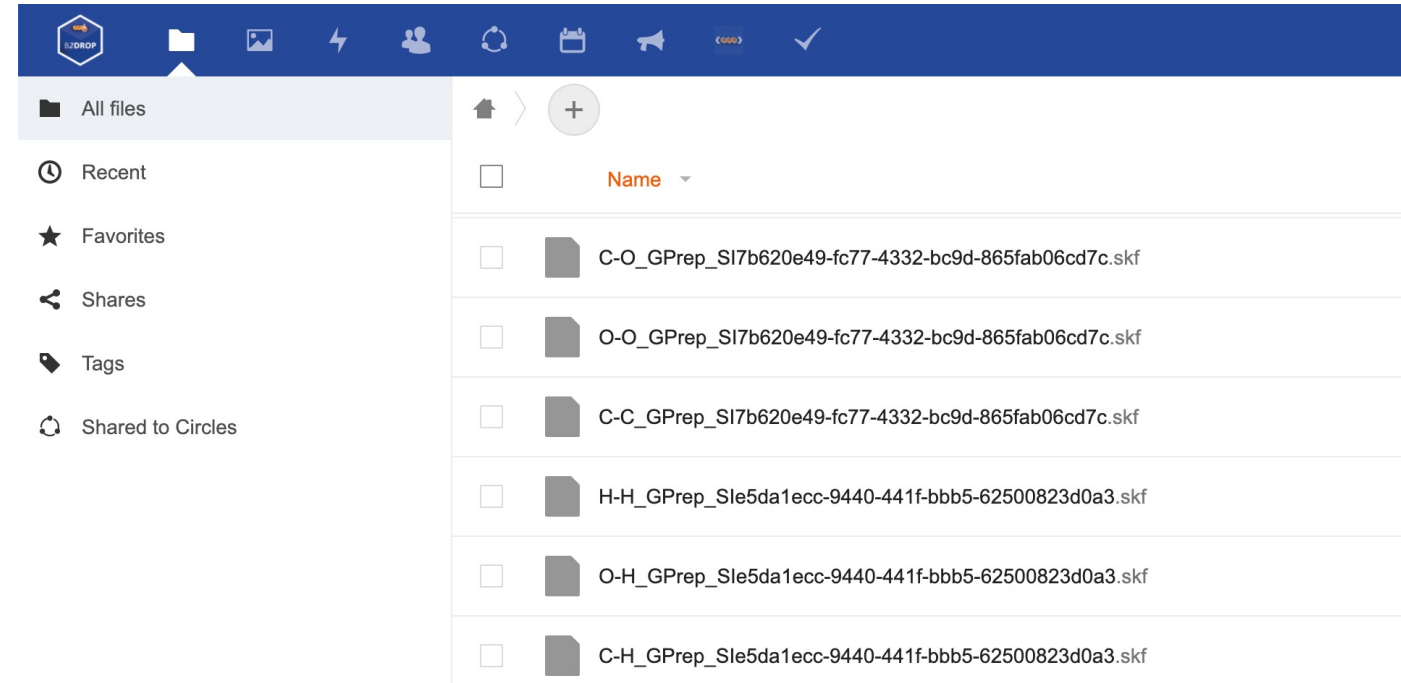 B2DROP
All files
Recent
Favorites
Shares
Tags
Shared to Circles
Name
C-O_GPrep_SI7b620e49-fc77-4332-bc9d-865fab06cd7c.skf
O-O_GPrep_SI7b620e49-fc77-4332-bc9d-865fab06cd7c.skf
C-C_GPrep_SI7b620e49-fc77-4332-bc9d-865fab06cd7c.skf
H-H_GPrep_SIe5da1ecc-9440-441f-bbb5-62500823d0a3.skf
O-H_GPrep_SIe5da1ecc-9440-441f-bbb5-62500823d0a3.skf
C-H_GPrep_SIe5da1ecc-9440-441f-bbb5-62500823d0a3.skf